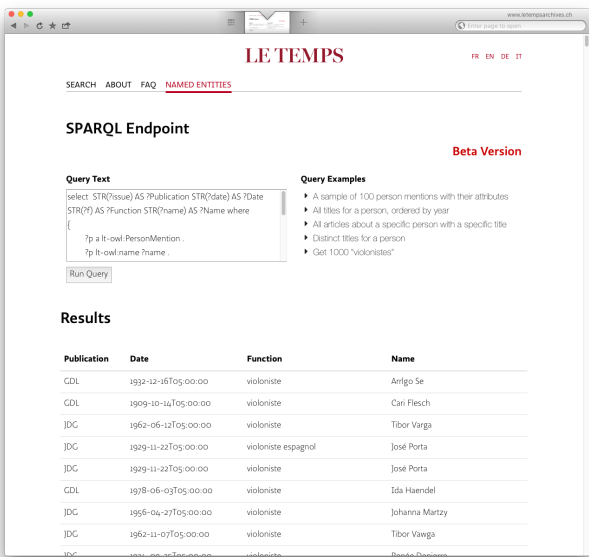 www.letempsarchives.ch
Enter page to open
LE TEMPS
FR EN DE IT
SEARCH ABOUT FAQ NAMED ENTITIES
SPARQL Endpoint
Beta Version
Query Text
select STR(?issue) AS ?Publication STR(?date) AS ?Date
STR(?f) AS ?Function STR(?name) AS ?Name where
{
?p a lt-owl:PersonMention .
?p lt-owl:name ?name .
Run Query
Query Examples
A sample of 100 person mentions with their attributes
All titles for a person, ordered by year
All articles about a specific person with a specific title
Distinct titles for a person
Get 1000 "violonistes"
Results
Publication Date Function Name
GDL 1932-12-16T05:00:00 violoniste Arrlgo Se
GDL 1909-10-14T05:00:00 violoniste Cari Flesch
JDG 1962-06-12T05:00:00 violoniste Tibor Varga
JDG 1929-11-22T05:00:00 violoniste espagnol José Porta
JDG 1929-11-22T05:00:00 violoniste José Porta
GDL 1978-06-03T05:00:00 violoniste Ida Haendel
JDG 1956-04-27T05:00:00 violoniste Johanna Martzy
JDG 1962-11-07T05:00:00 violoniste Tibor Vawga